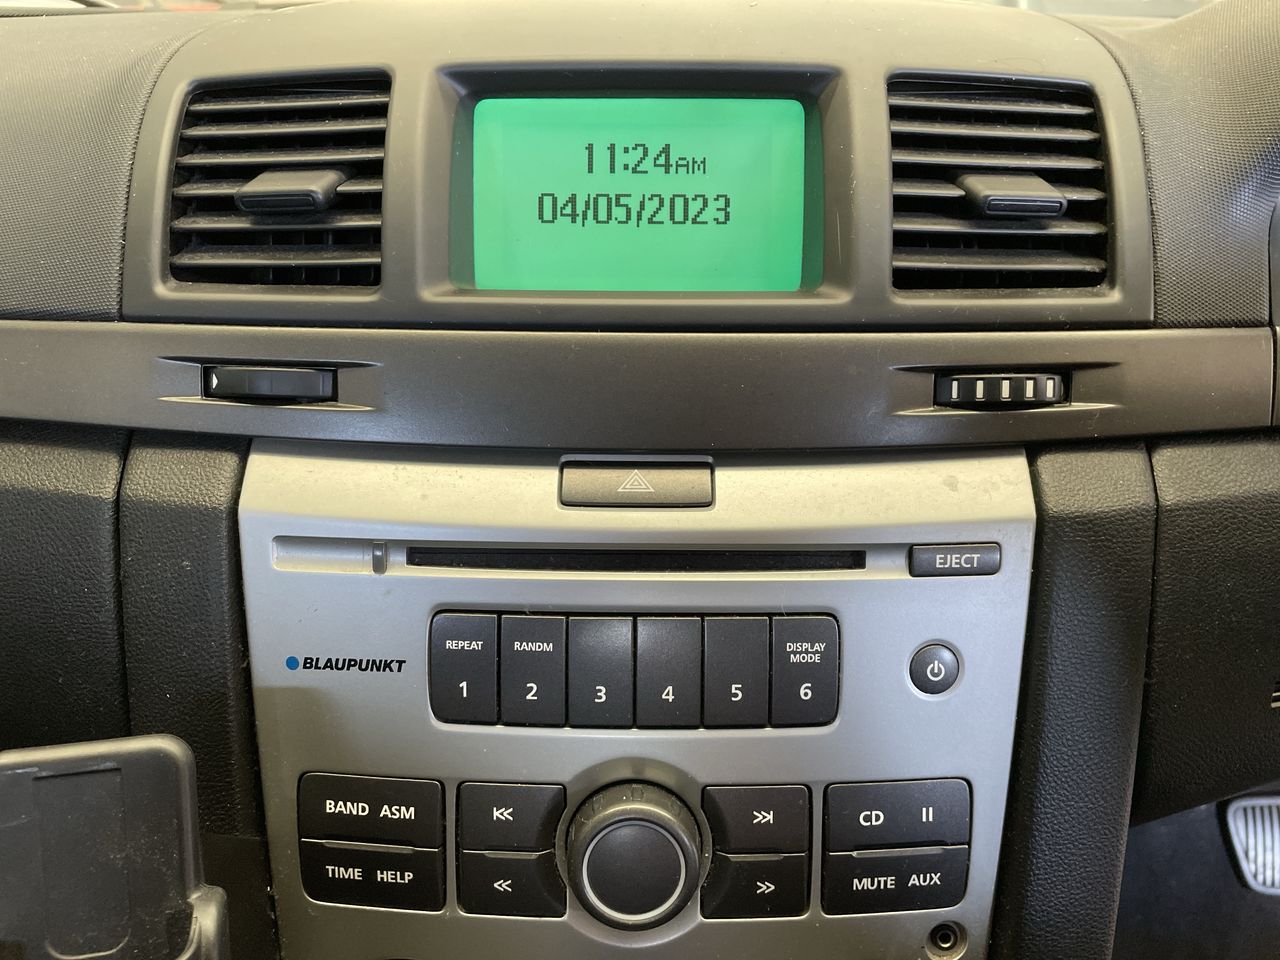 11:24AM
04/05/2023
EJECT
BLAUPUNKT
REPEAT
1
RANDM
2
3
4
5
DISPLAY
MODE
6
BAND ASM
TIME HELP
CD
MUTE AUX